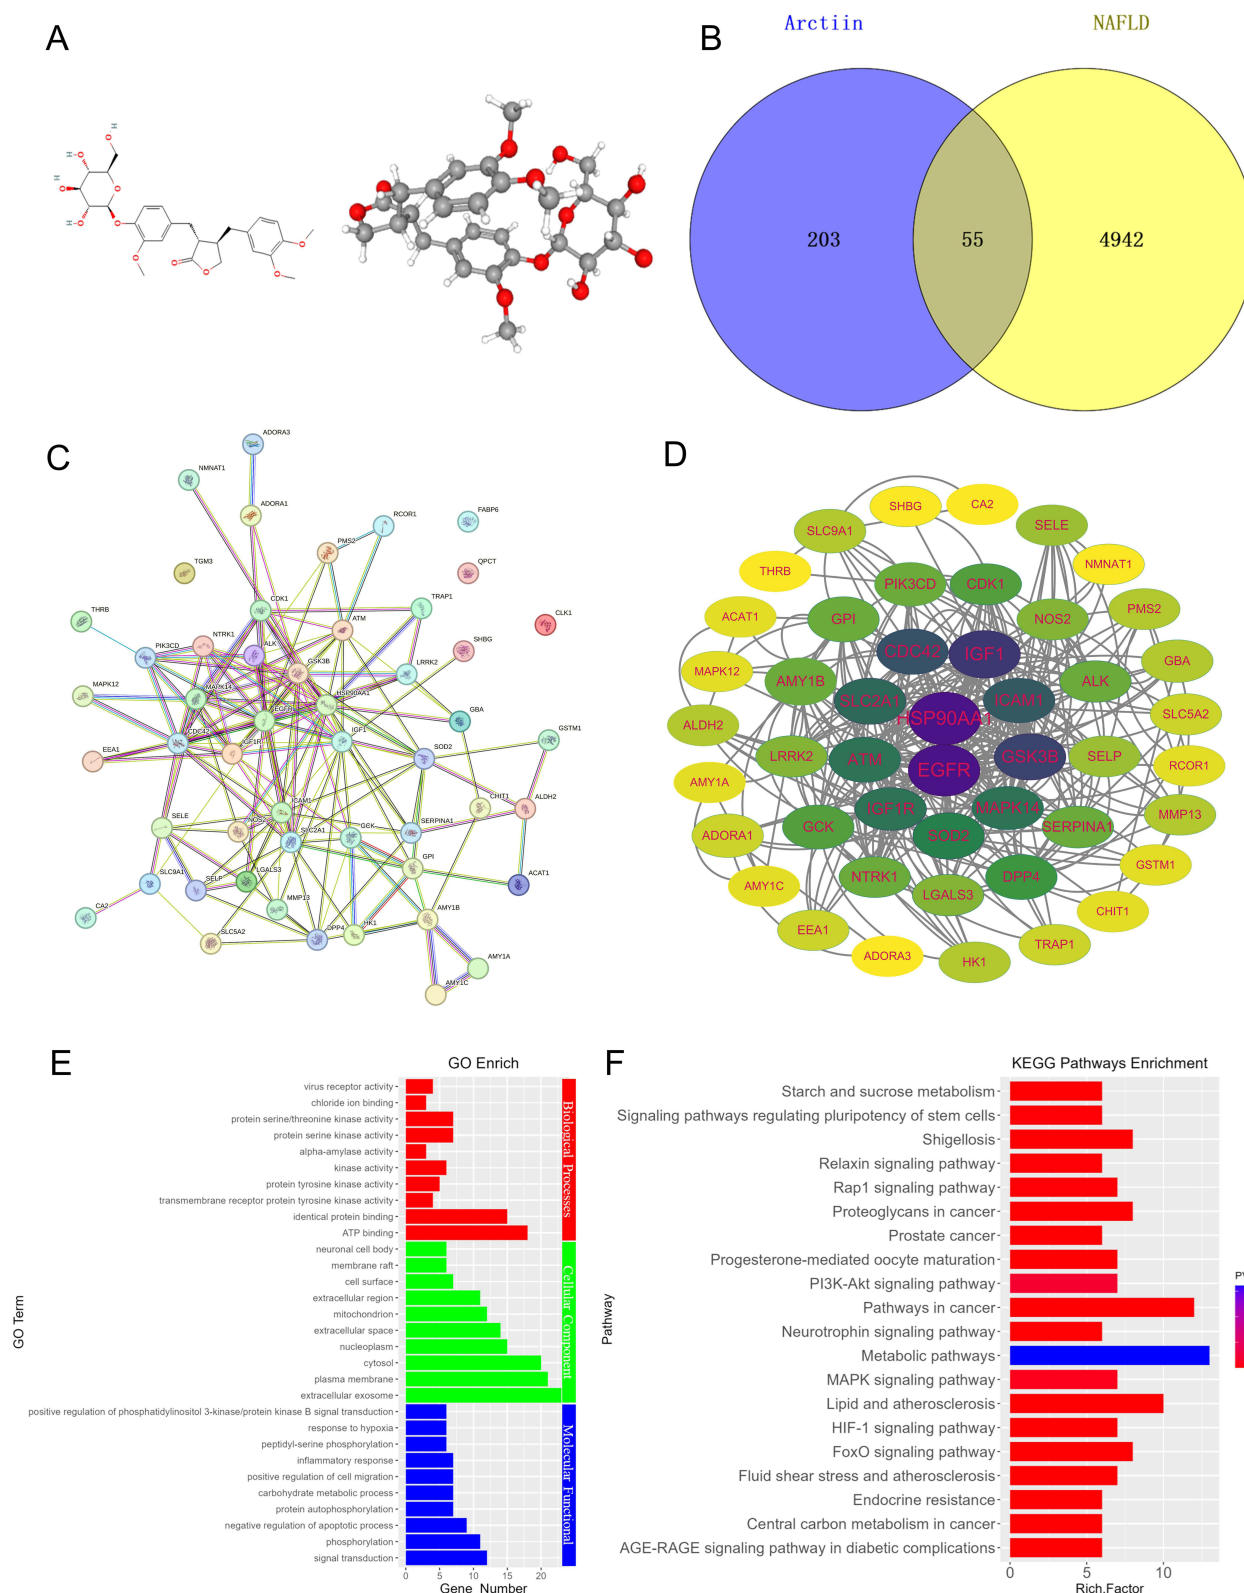 A
B
Arctiin
NAFLD
203
55
4942
C
ADORA3
NMNAT1
ADORA1
FABP6
RCOR1
PMS2
TGM3
QPCT
CDK1
TRAP1
THRB
ATM
CLK1
NTRK1
ALK
PIK3CD
SHBG
GSK3B
LRRK2
MAPK12
MAPK14
HSP90AA1
EGFR
GBA
IGF1
CDC42
GSTM1
EEA1
IGF1R
SOD2
CHIT1
ALDH2
ICAM1
SELE
NOS2
SERPINA1
SLC2A1
GCK
GPI
SLC9A1
SELP
LGALS3
ACAT1
MMP13
CA2
AMY1B
HK1
DPP4
SLC5A2
AMY1A
AMY1C
D
CA2
SHBG
SELE
SLC9A1
NMNAT1
THRB
PIK3CD
CDK1
PMS2
ACAT1
GPI
NOS2
CDC42
IGF1
GBA
MAPK12
AMY1B
ALK
SLC2A1
ICAM1
SLC5A2
HSP90AA1
ALDH2
LRRK2
ATM
GSK3B
SELP
RCOR1
EGFR
AMY1A
IGF1R
MAPK14
MMP13
ADORA1
GCK
SOD2
SERPINA1
GSTM1
NTRK1
DPP4
AMY1C
LGALS3
CHIT1
EEA1
TRAP1
ADORA3
HK1
E
GO Enrich
GO Term
virus receptor activity
chloride ion binding
protein serine/threonine kinase activity
protein serine kinase activity
alpha-amylase activity
kinase activity
protein tyrosine kinase activity
transmembrane receptor protein tyrosine kinase activity
identical protein binding
ATP binding
neuronal cell body
membrane raft
cell surface
extracellular region
mitochondrion
extracellular space
nucleoplasm
cytosol
plasma membrane
extracellular exosome
positive regulation of phosphatidylinositol 3-kinase/protein kinase B signal transduction
response to hypoxia
peptidyl-serine phosphorylation
inflammatory response
positive regulation of cell migration
carbohydrate metabolic process
protein autophosphorylation
negative regulation of apoptotic process
phosphorylation
signal transduction
Biological Processes
Cellular Component
Molecular Functional
0 5 10 15 20
Gene_Number
F
KEGG Pathways Enrichment
Pathway
Starch and sucrose metabolism
Signaling pathways regulating pluripotency of stem cells
Shigellosis
Relaxin signaling pathway
Rap1 signaling pathway
Proteoglycans in cancer
Prostate cancer
Progesterone-mediated oocyte maturation
PI3K-Akt signaling pathway
Pathways in cancer
Neurotrophin signaling pathway
Metabolic pathways
MAPK signaling pathway
Lipid and atherosclerosis
HIF-1 signaling pathway
FoxO signaling pathway
Fluid shear stress and atherosclerosis
Endocrine resistance
Central carbon metabolism in cancer
AGE-RAGE signaling pathway in diabetic complications
0 5 10
Rich.Factor